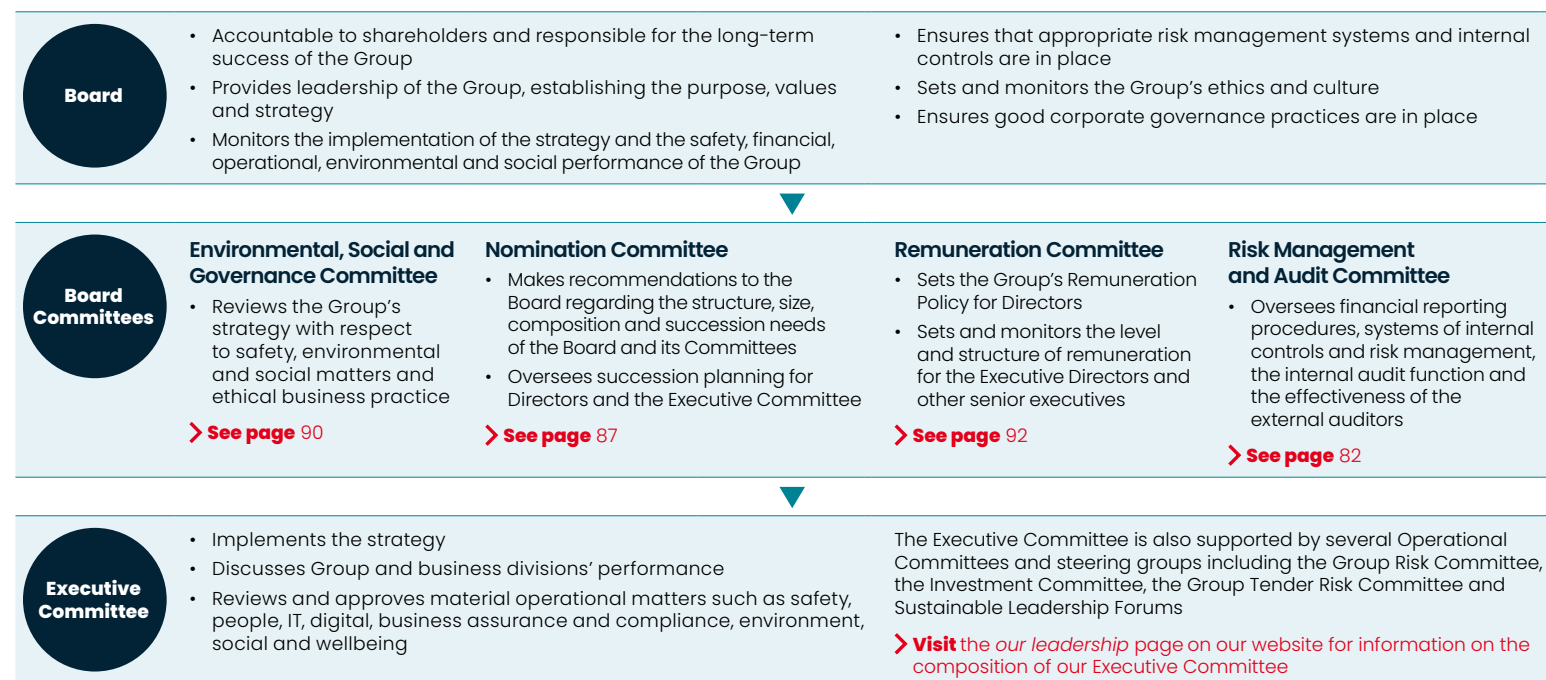 Board
• Accountable to shareholders and responsible for the long-term
success of the Group
• Provides leadership of the Group, establishing the purpose, values
and strategy
• Monitors the implementation of the strategy and the safety, financial,
operational, environmental and social performance of the Group
• Ensures that appropriate risk management systems and internal
controls are in place
• Sets and monitors the Group’s ethics and culture
• Ensures good corporate governance practices are in place
Board
Committees
Environmental, Social and
Governance Committee
• Reviews the Group’s
strategy with respect
to safety, environmental
and social matters and
ethical business practice
See page 90
Nomination Committee
• Makes recommendations to the
Board regarding the structure, size,
composition and succession needs
of the Board and its Committees
• Oversees succession planning for
Directors and the Executive Committee
See page 87
Remuneration Committee
• Sets the Group’s Remuneration
Policy for Directors
• Sets and monitors the level
and structure of remuneration
for the Executive Directors and
other senior executives
See page 92
Risk Management
and Audit Committee
• Oversees financial reporting
procedures, systems of internal
controls and risk management,
the internal audit function and
the effectiveness of the
external auditors
See page 82
Executive
Committee
• Implements the strategy
• Discusses Group and business divisions’ performance
• Reviews and approves material operational matters such as safety,
people, IT, digital, business assurance and compliance, environment,
social and wellbeing
The Executive Committee is also supported by several Operational
Committees and steering groups including the Group Risk Committee,
the Investment Committee, the Group Tender Risk Committee and
Sustainable Leadership Forums
Visit the our leadership page on our website for information on the
composition of our Executive Committee